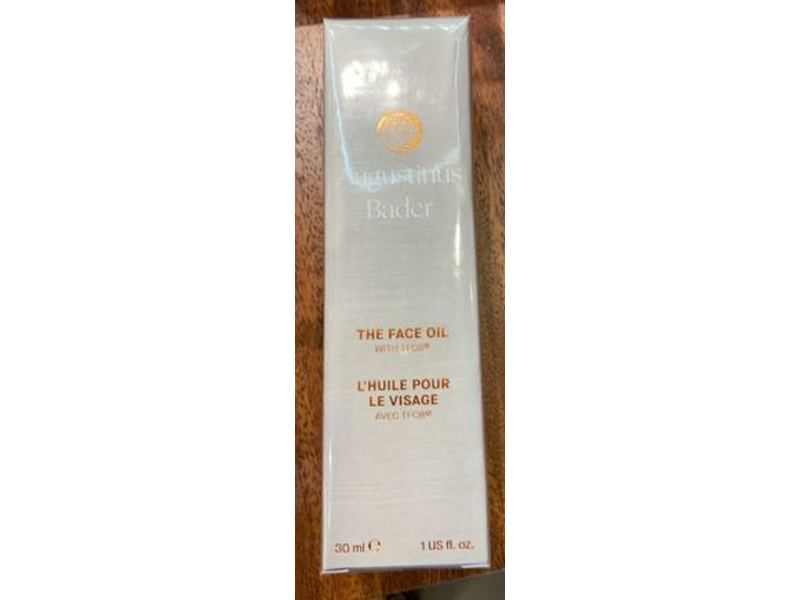 Augustinus
Bader
THE FACE OIL
WITH TFC8®
L'HUILE POUR
LE VISAGE
AVEC TFC8®
30 ml ℮
1 US fl. oz.